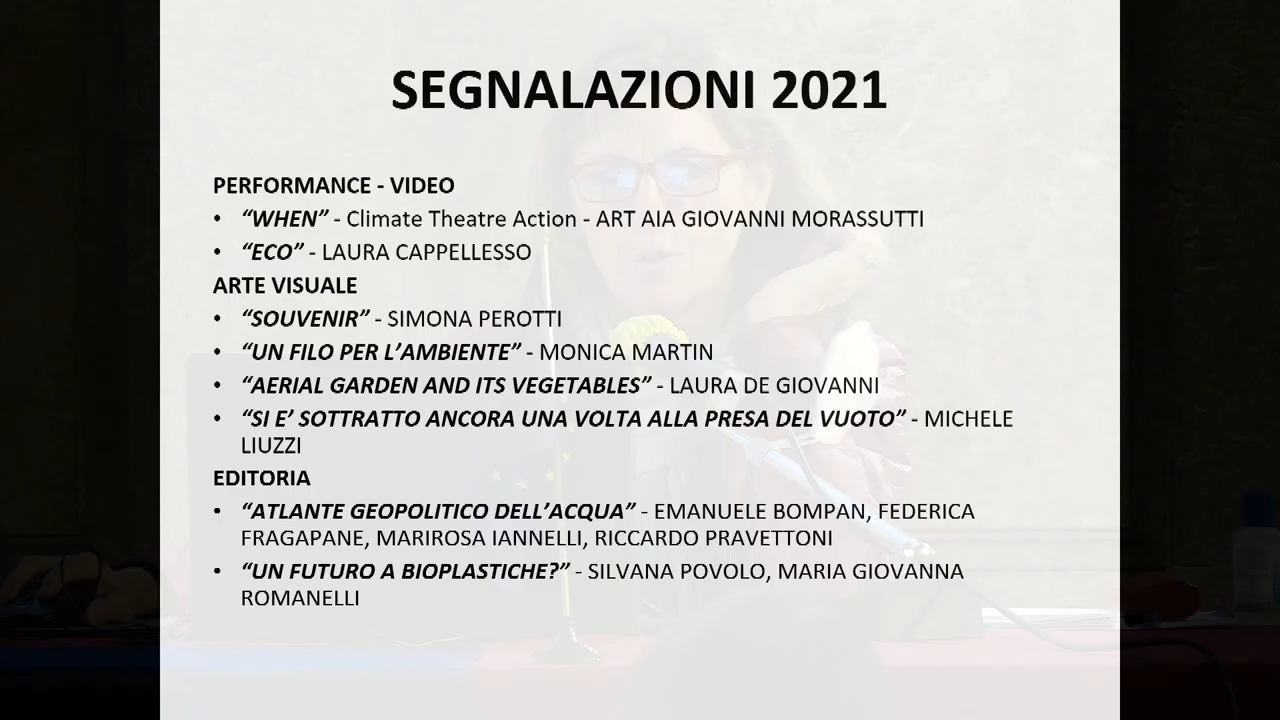 SEGNALAZIONI 2021
PERFORMANCE - VIDEO
• “WHEN” - Climate Theatre Action - ART AIA GIOVANNI MORASSUTTI
• “ECO” - LAURA CAPPELLESSO
ARTE VISUALE
• “SOUVENIR” - SIMONA PEROTTI
• “UN FILO PER L’AMBIENTE” - MONICA MARTIN
• “AERIAL GARDEN AND ITS VEGETABLES” - LAURA DE GIOVANNI
• “SI E’ SOTTRATTO ANCORA UNA VOLTA ALLA PRESA DEL VUOTO” - MICHELE
LIUZZI
EDITORIA
• “ATLANTE GEOPOLITICO DELL’ACQUA” - EMANUELE BOMPAN, FEDERICA
FRAGAPANE, MARIROSA IANNELLI, RICCARDO PRAVETTONI
• “UN FUTURO A BIOPLASTICHE?” - SILVANA POVOLO, MARIA GIOVANNA
ROMANELLI